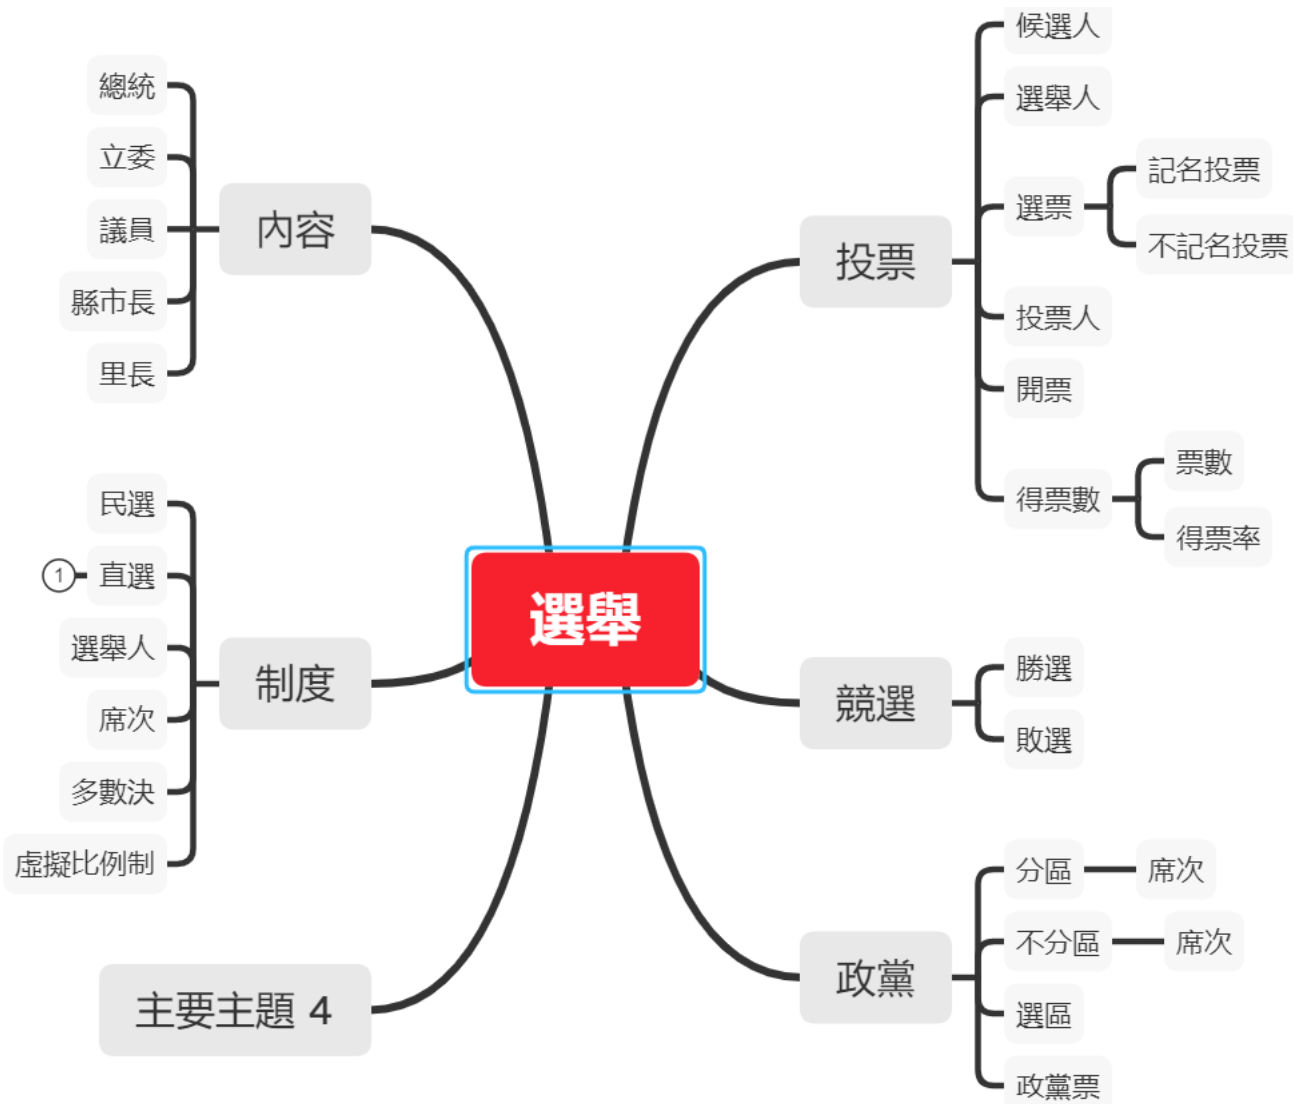 選舉
投票
候選人
選舉人
選票
記名投票
不記名投票
投票人
開票
得票數
票數
得票率
競選
勝選
敗選
政黨
分區
席次
不分區
席次
選區
政黨票
內容
總統
立委
議員
縣市長
里長
制度
民選
直選
1
選舉人
席次
多數決
虛擬比例制
主要主題 4